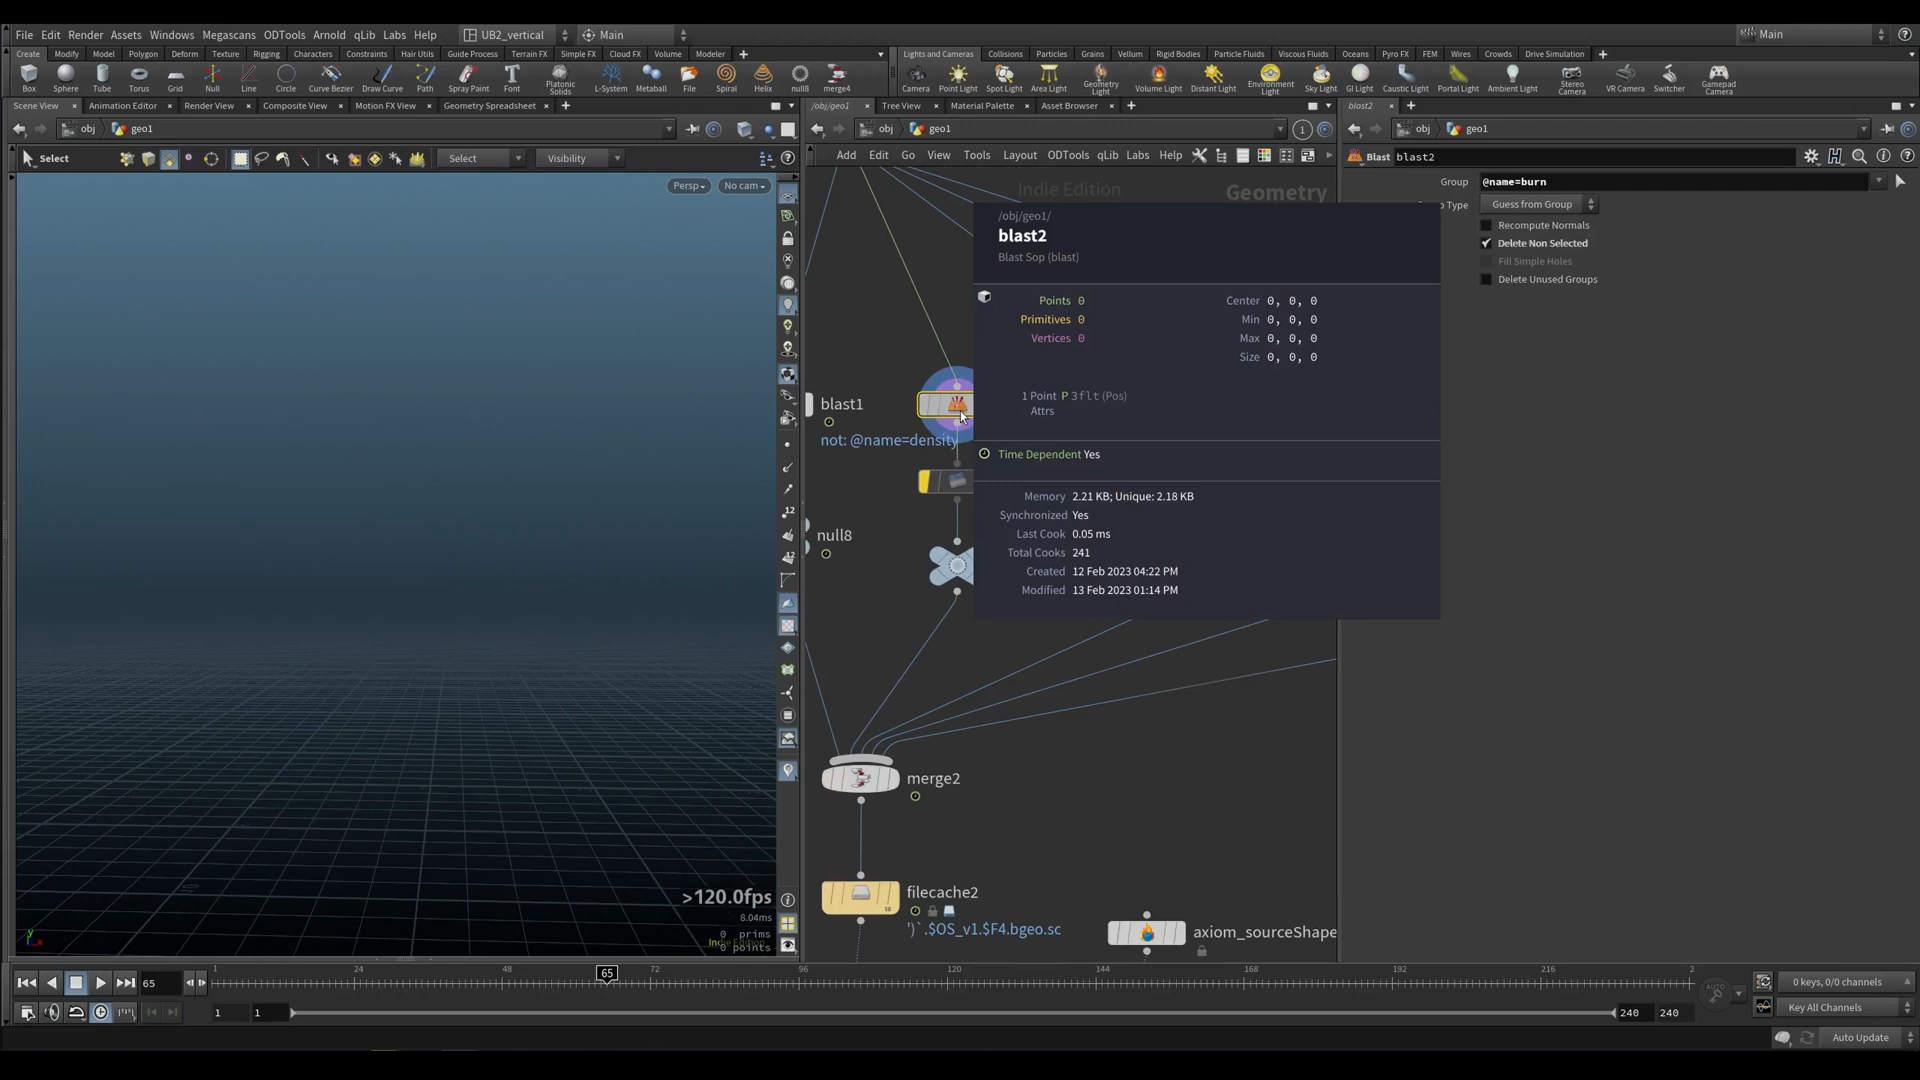 File Edit Render Assets Windows Megascans ODTools Arnold qLib Labs Help UB2_vertical Main Main
Create Modify Model Polygon Deform Texture Rigging Characters Constraints Hair Utils Guide Process Terrain FX Simple FX Cloud FX Volume Modeler
Lights and Cameras Collisions Particles Grains Vellum Rigid Bodies Particle Fluids Viscous Fluids Oceans Pyro FX FEM Wires Crowds Drive Simulation
Box Sphere Tube Torus Grid Null Line Circle Curve Bezier Draw Curve Path Spray Paint Font Platonic Solids L-System Metaball File Spiral Helix null8 merge4
Camera Point Light Spot Light Area Light Geometry Light Volume Light Distant Light Environment Light Sky Light GI Light Caustic Light Portal Light Ambient Light Stereo Camera VR Camera Switcher Gamepad Camera
Scene View Animation Editor Render View Composite View Motion FX View Geometry Spreadsheet
/obj/geo1 Tree View Material Palette Asset Browser
blast2
obj geo1
obj geo1 1
obj geo1
Select Select Visibility
Add Edit Go View Tools Layout ODTools qLib Labs Help
Blast blast2
Group @name=burn
Type Guess from Group
Recompute Normals
Delete Non Selected
Fill Simple Holes
Delete Unused Groups
Persp No cam
Indie Edition Geometry
/obj/geo1/
blast2
Blast Sop (blast)
Points 0 Center 0, 0, 0
Primitives 0 Min 0, 0, 0
Vertices 0 Max 0, 0, 0
Size 0, 0, 0
1 Point P 3flt (Pos)
Attrs
Time Dependent Yes
Memory 2.21 KB; Unique: 2.18 KB
Synchronized Yes
Last Cook 0.05 ms
Total Cooks 241
Created 12 Feb 2023 04:22 PM
Modified 13 Feb 2023 01:14 PM
blast1
not: @name=density
null8
merge2
filecache2
')`.$OS_v1.$F4.bgeo.sc
axiom_sourceShape
12
12
>120.0fps
8.04ms
0 prims
Indie Edition
0 points
65 1 24 48 65 72 96 120 144 168 192 216 2
AUTO
0 keys, 0/0 channels
1 1 240 240 Key All Channels
Auto Update